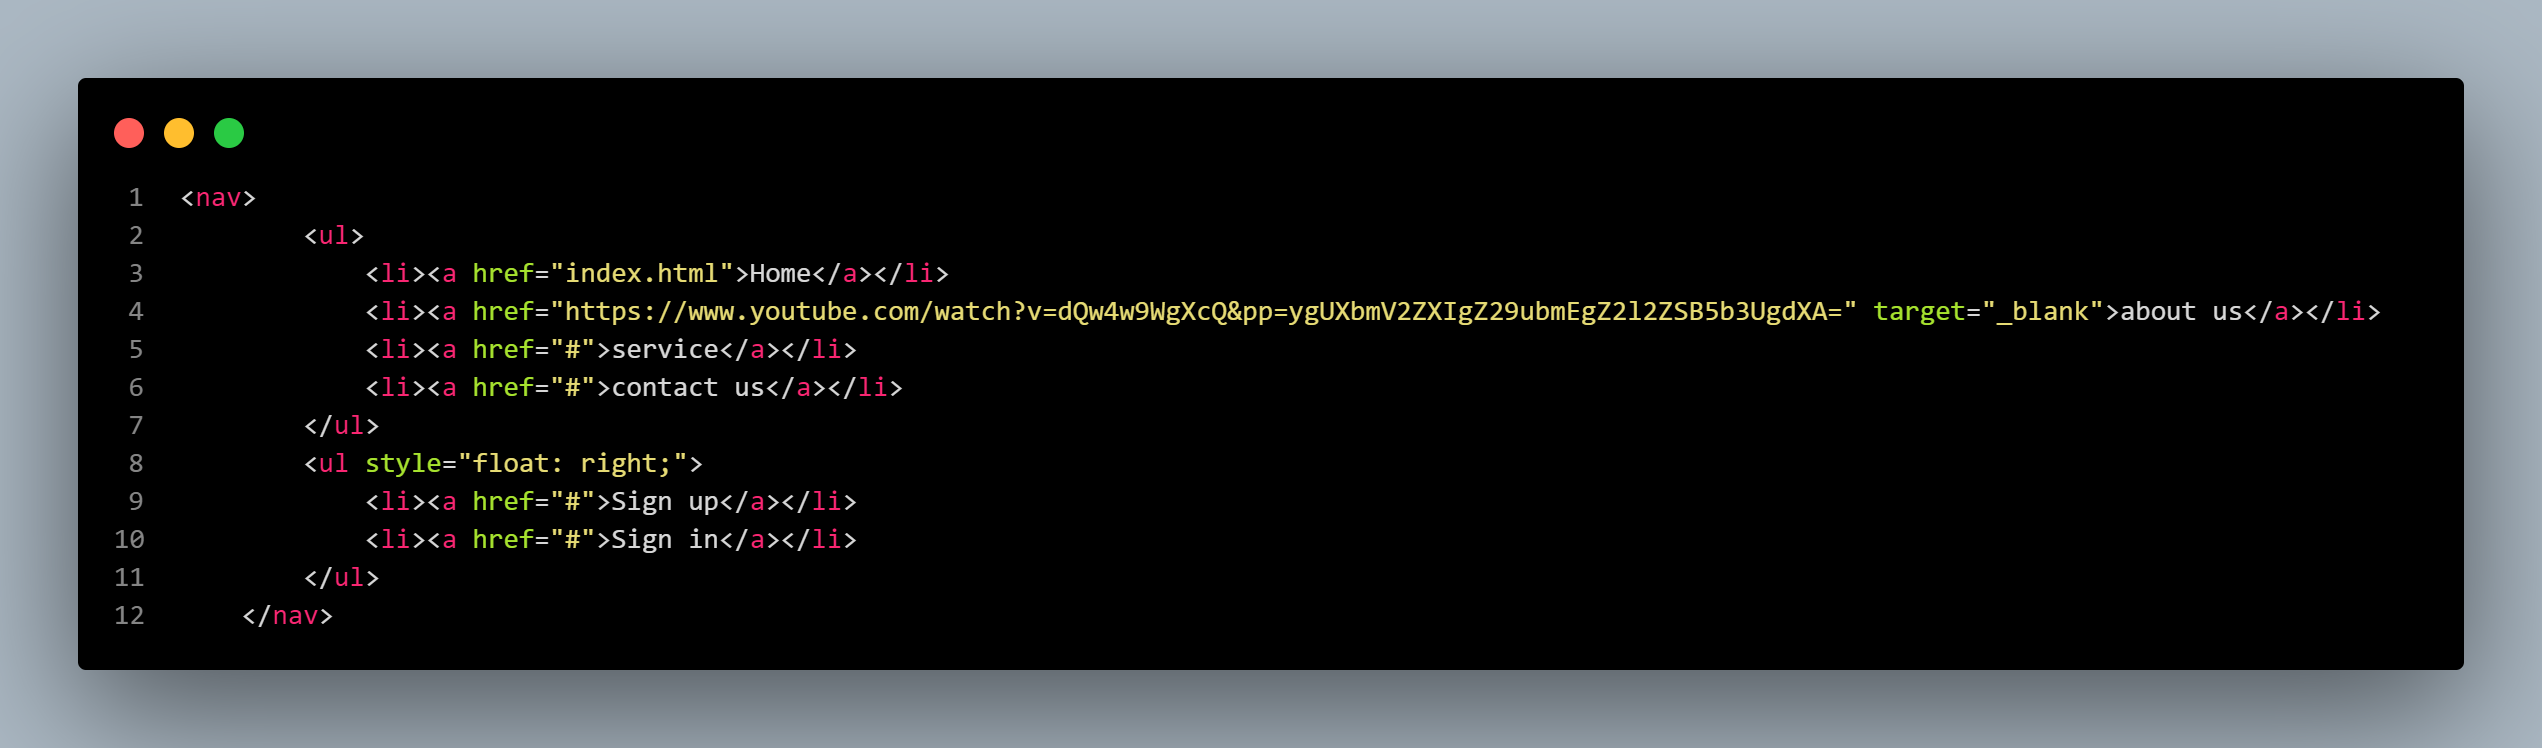 1 <nav>
2         <ul>
3             <li><a href="index.html">Home</a></li>
4             <li><a href="https://www.youtube.com/watch?v=dQw4w9WgXcQ&pp=ygUXbmV2ZXIgZ29ubmEgZ2l2ZSB5b3UgdXA=" target="_blank">about us</a></li>
5             <li><a href="#">service</a></li>
6             <li><a href="#">contact us</a></li>
7         </ul>
8         <ul style="float: right;">
9             <li><a href="#">Sign up</a></li>
10             <li><a href="#">Sign in</a></li>
11         </ul>
12     </nav>